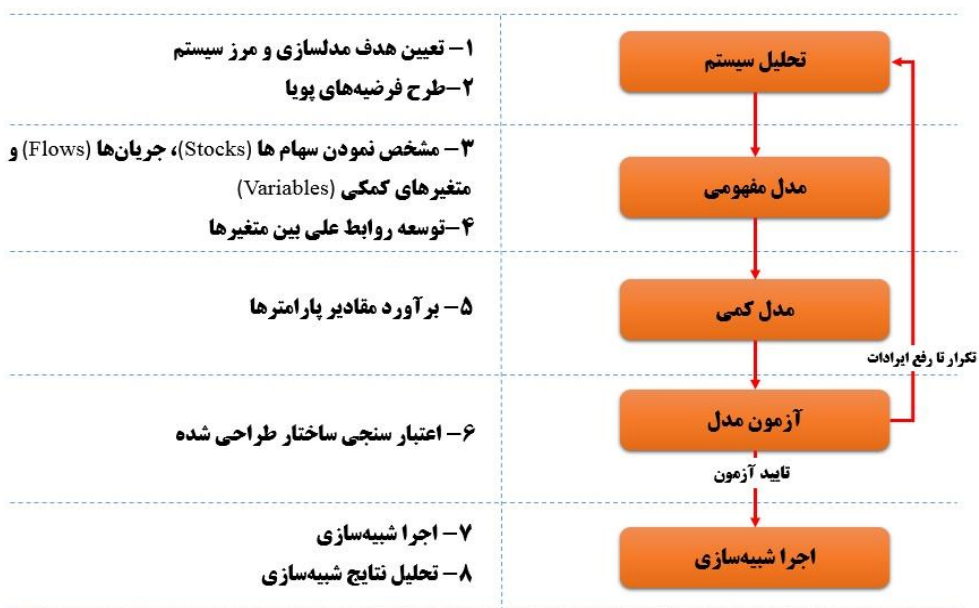 تحلیل سیستم
۱– تعیین هدف مدلسازی و مرز سیستم
۲–طرح فرضیه‌های پویا
مدل مفهومی
۳– مشخص نمودن سهام ها (Stocks)، جریان‌ها (Flows) و
متغیرهای کمکی (Variables)
۴–توسعه روابط علی بین متغیرها
مدل کمی
۵– برآورد مقادیر پارامترها
تکرار تا رفع ایرادات
آزمون مدل
۶– اعتبار سنجی ساختار طراحی شده
تایید آزمون
اجرا شبیه‌سازی
۷– اجرا شبیه‌سازی
۸– تحلیل نتایج شبیه‌سازی